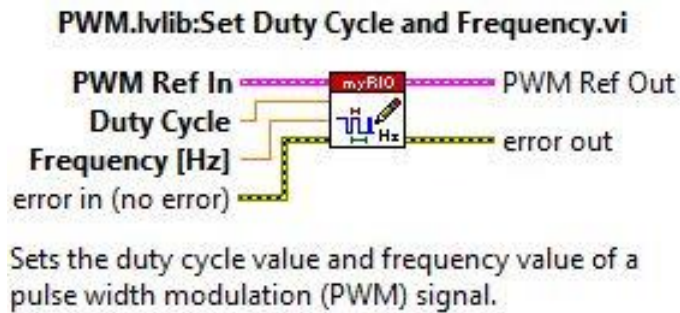 PWM.lvlib:Set Duty Cycle and Frequency.vi
PWM Ref In
myRIO
PWM Ref Out
Duty Cycle
Hz
error out
Frequency [Hz]
error in (no error)
Sets the duty cycle value and frequency value of a
pulse width modulation (PWM) signal.